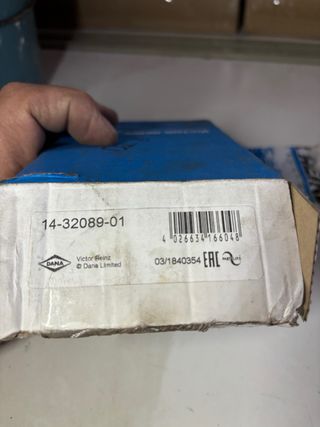 14-32089-01
4 026634 166048
DANA
Victor Reinz
© Dana Limited
03/1840354 EAC